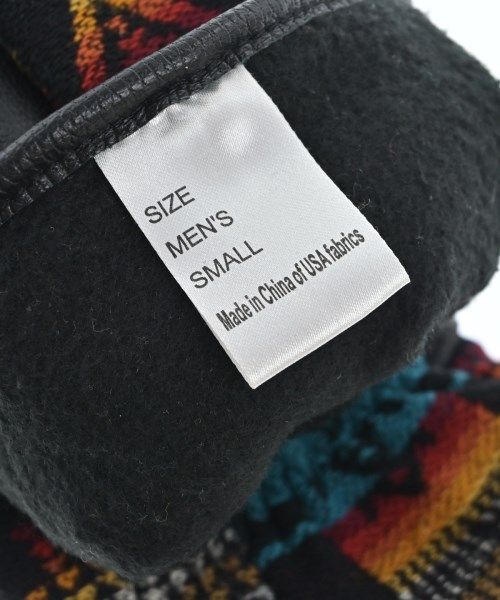 SIZE
MEN'S
SMALL
Made in China of USA fabrics